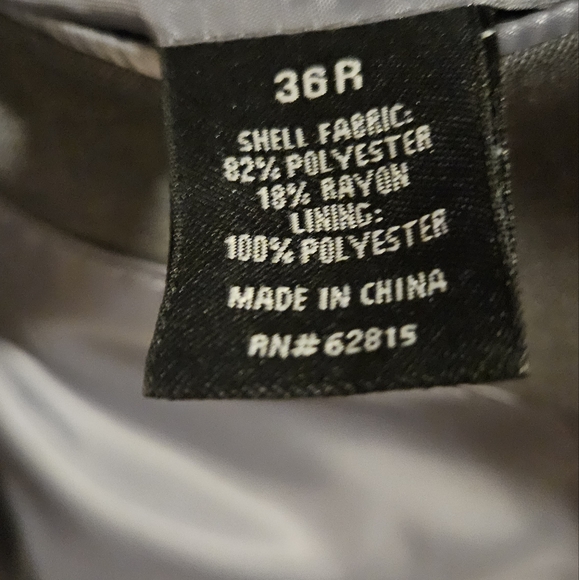 36R
SHELL FABRIC:
82% POLYESTER
18% RAYON
LINING:
100% POLYESTER
MADE IN CHINA
RN# 62815